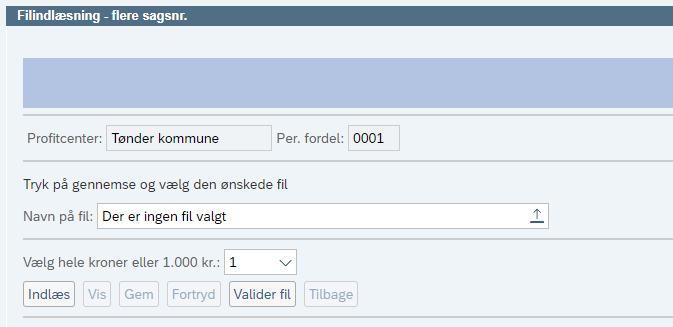 Filindlæsning - flere sagsnr.
Profitcenter: Tønder kommune Per. fordel: 0001
Tryk på gennemse og vælg den ønskede fil
Navn på fil: Der er ingen fil valgt
Vælg hele kroner eller 1.000 kr.: 1
Indlæs Vis Gem Fortryd Valider fil Tilbage